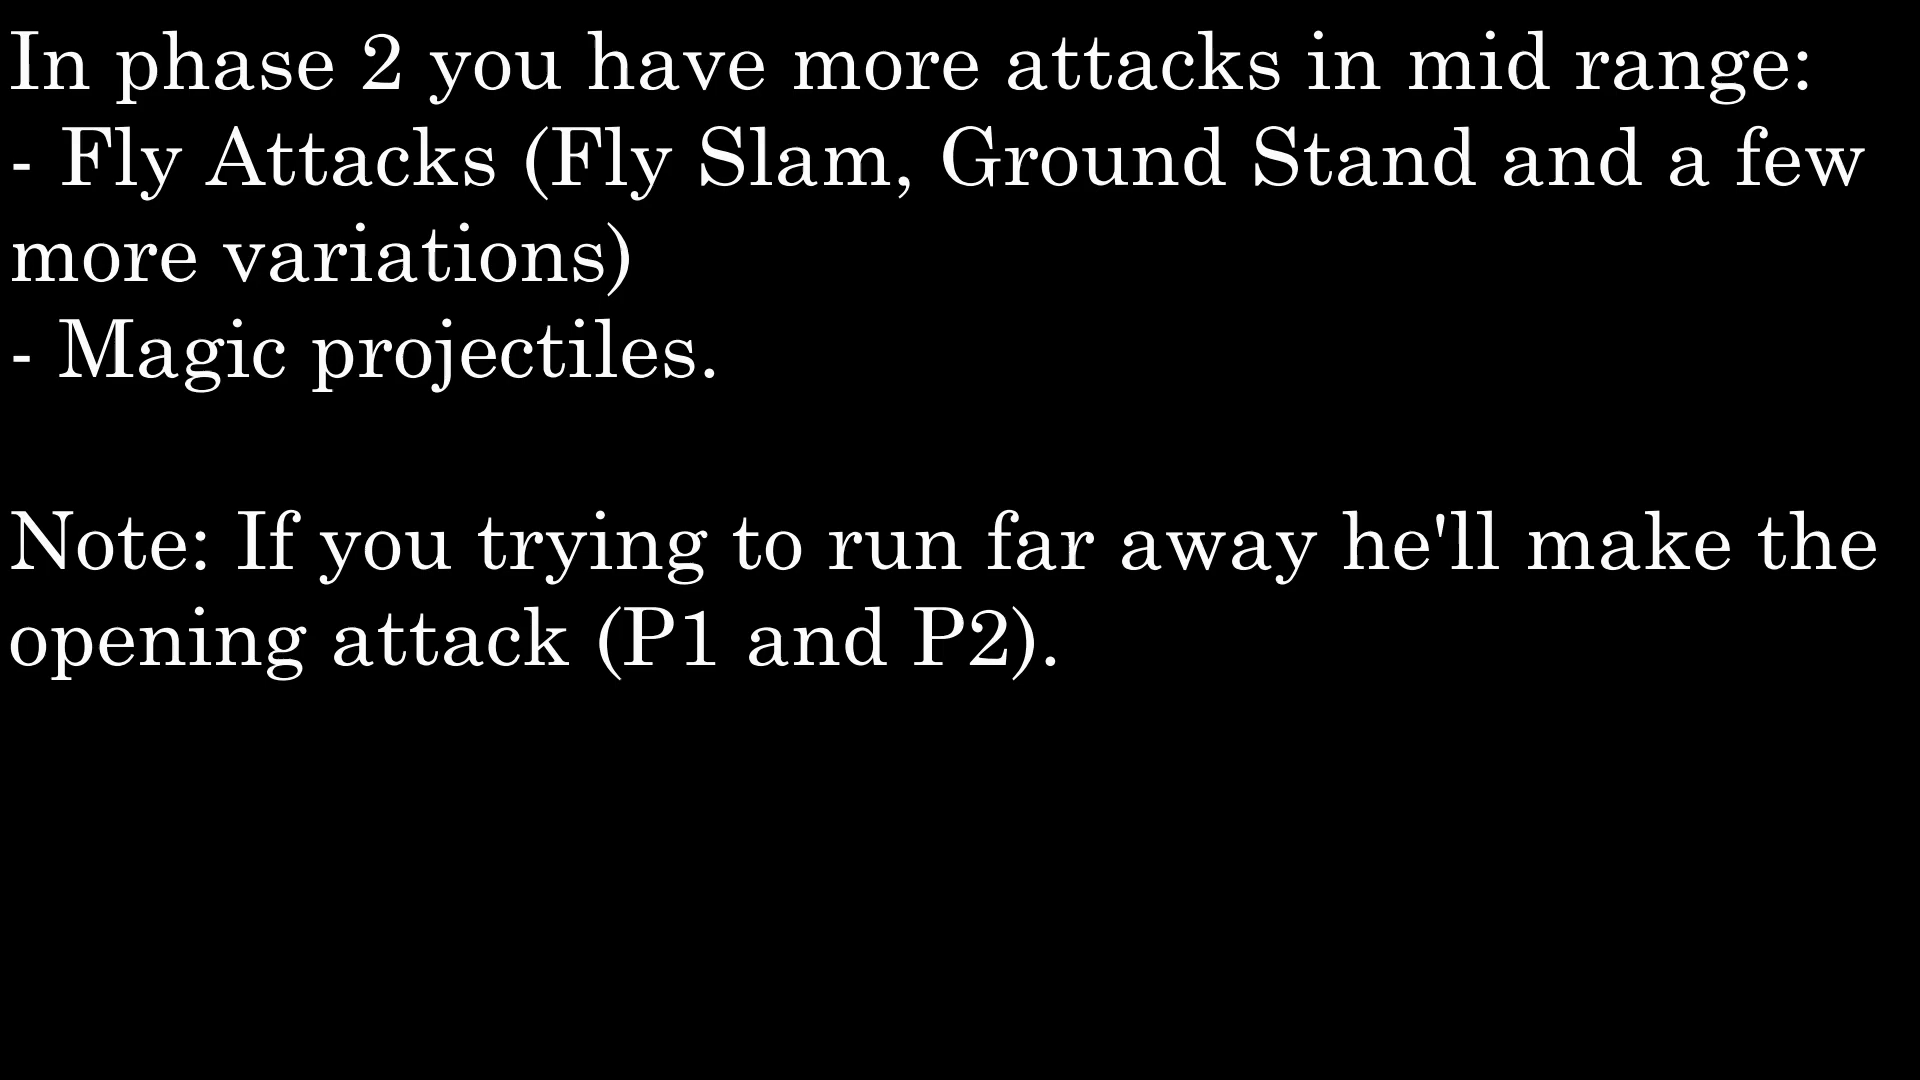 In phase 2 you have more attacks in mid range:
- Fly Attacks (Fly Slam, Ground Stand and a few
more variations)
- Magic projectiles.
Note: If you trying to run far away he'll make the
opening attack (P1 and P2).